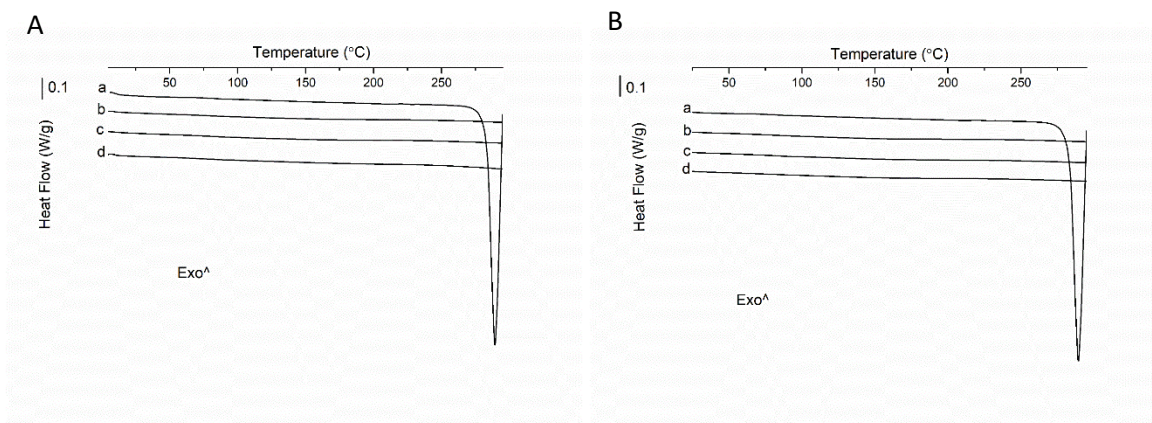 A
Temperature (°C)
50 100 150 200 250
0.1
a
b
c
d
Heat Flow (W/g)
Exo^
B
Temperature (°C)
50 100 150 200 250
0.1
a
b
c
d
Heat Flow (W/g)
Exo^